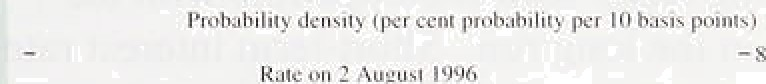 Probability density (per cent probability per 10 basis points)
– 8
Rate on 2 August 1996